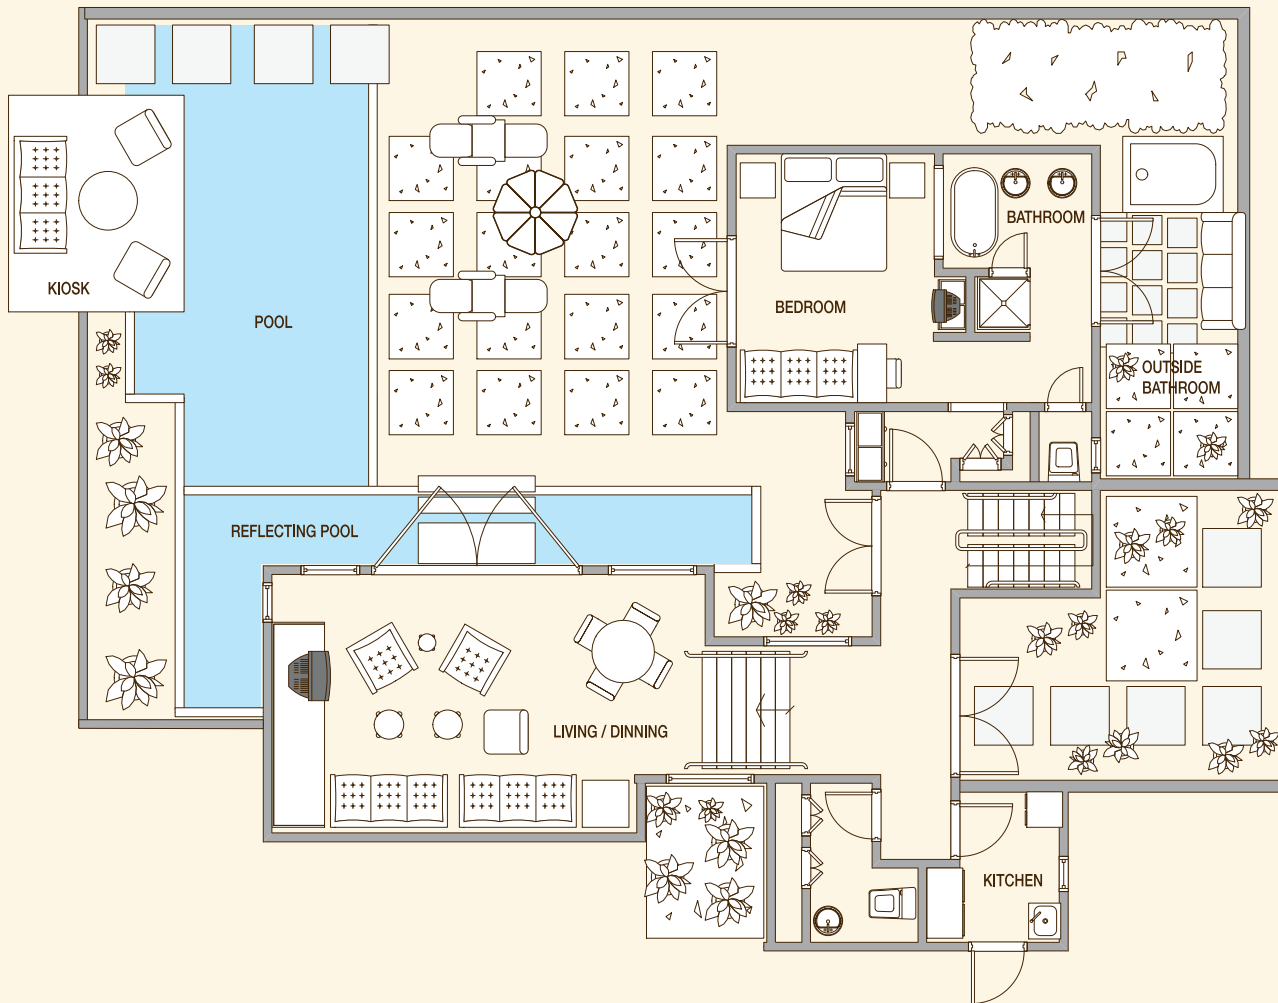 BATHROOM
KIOSK
BEDROOM
POOL
OUTSIDE
BATHROOM
REFLECTING POOL
LIVING / DINNING
KITCHEN